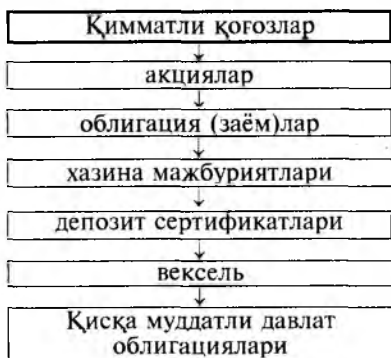 Қимматли қоғозлар
акциялар
облигация (заём)лар
хазина мажбуриятлари
депозит сертификатлари
вексель
Қисқа муддатли давлат
облигациялари